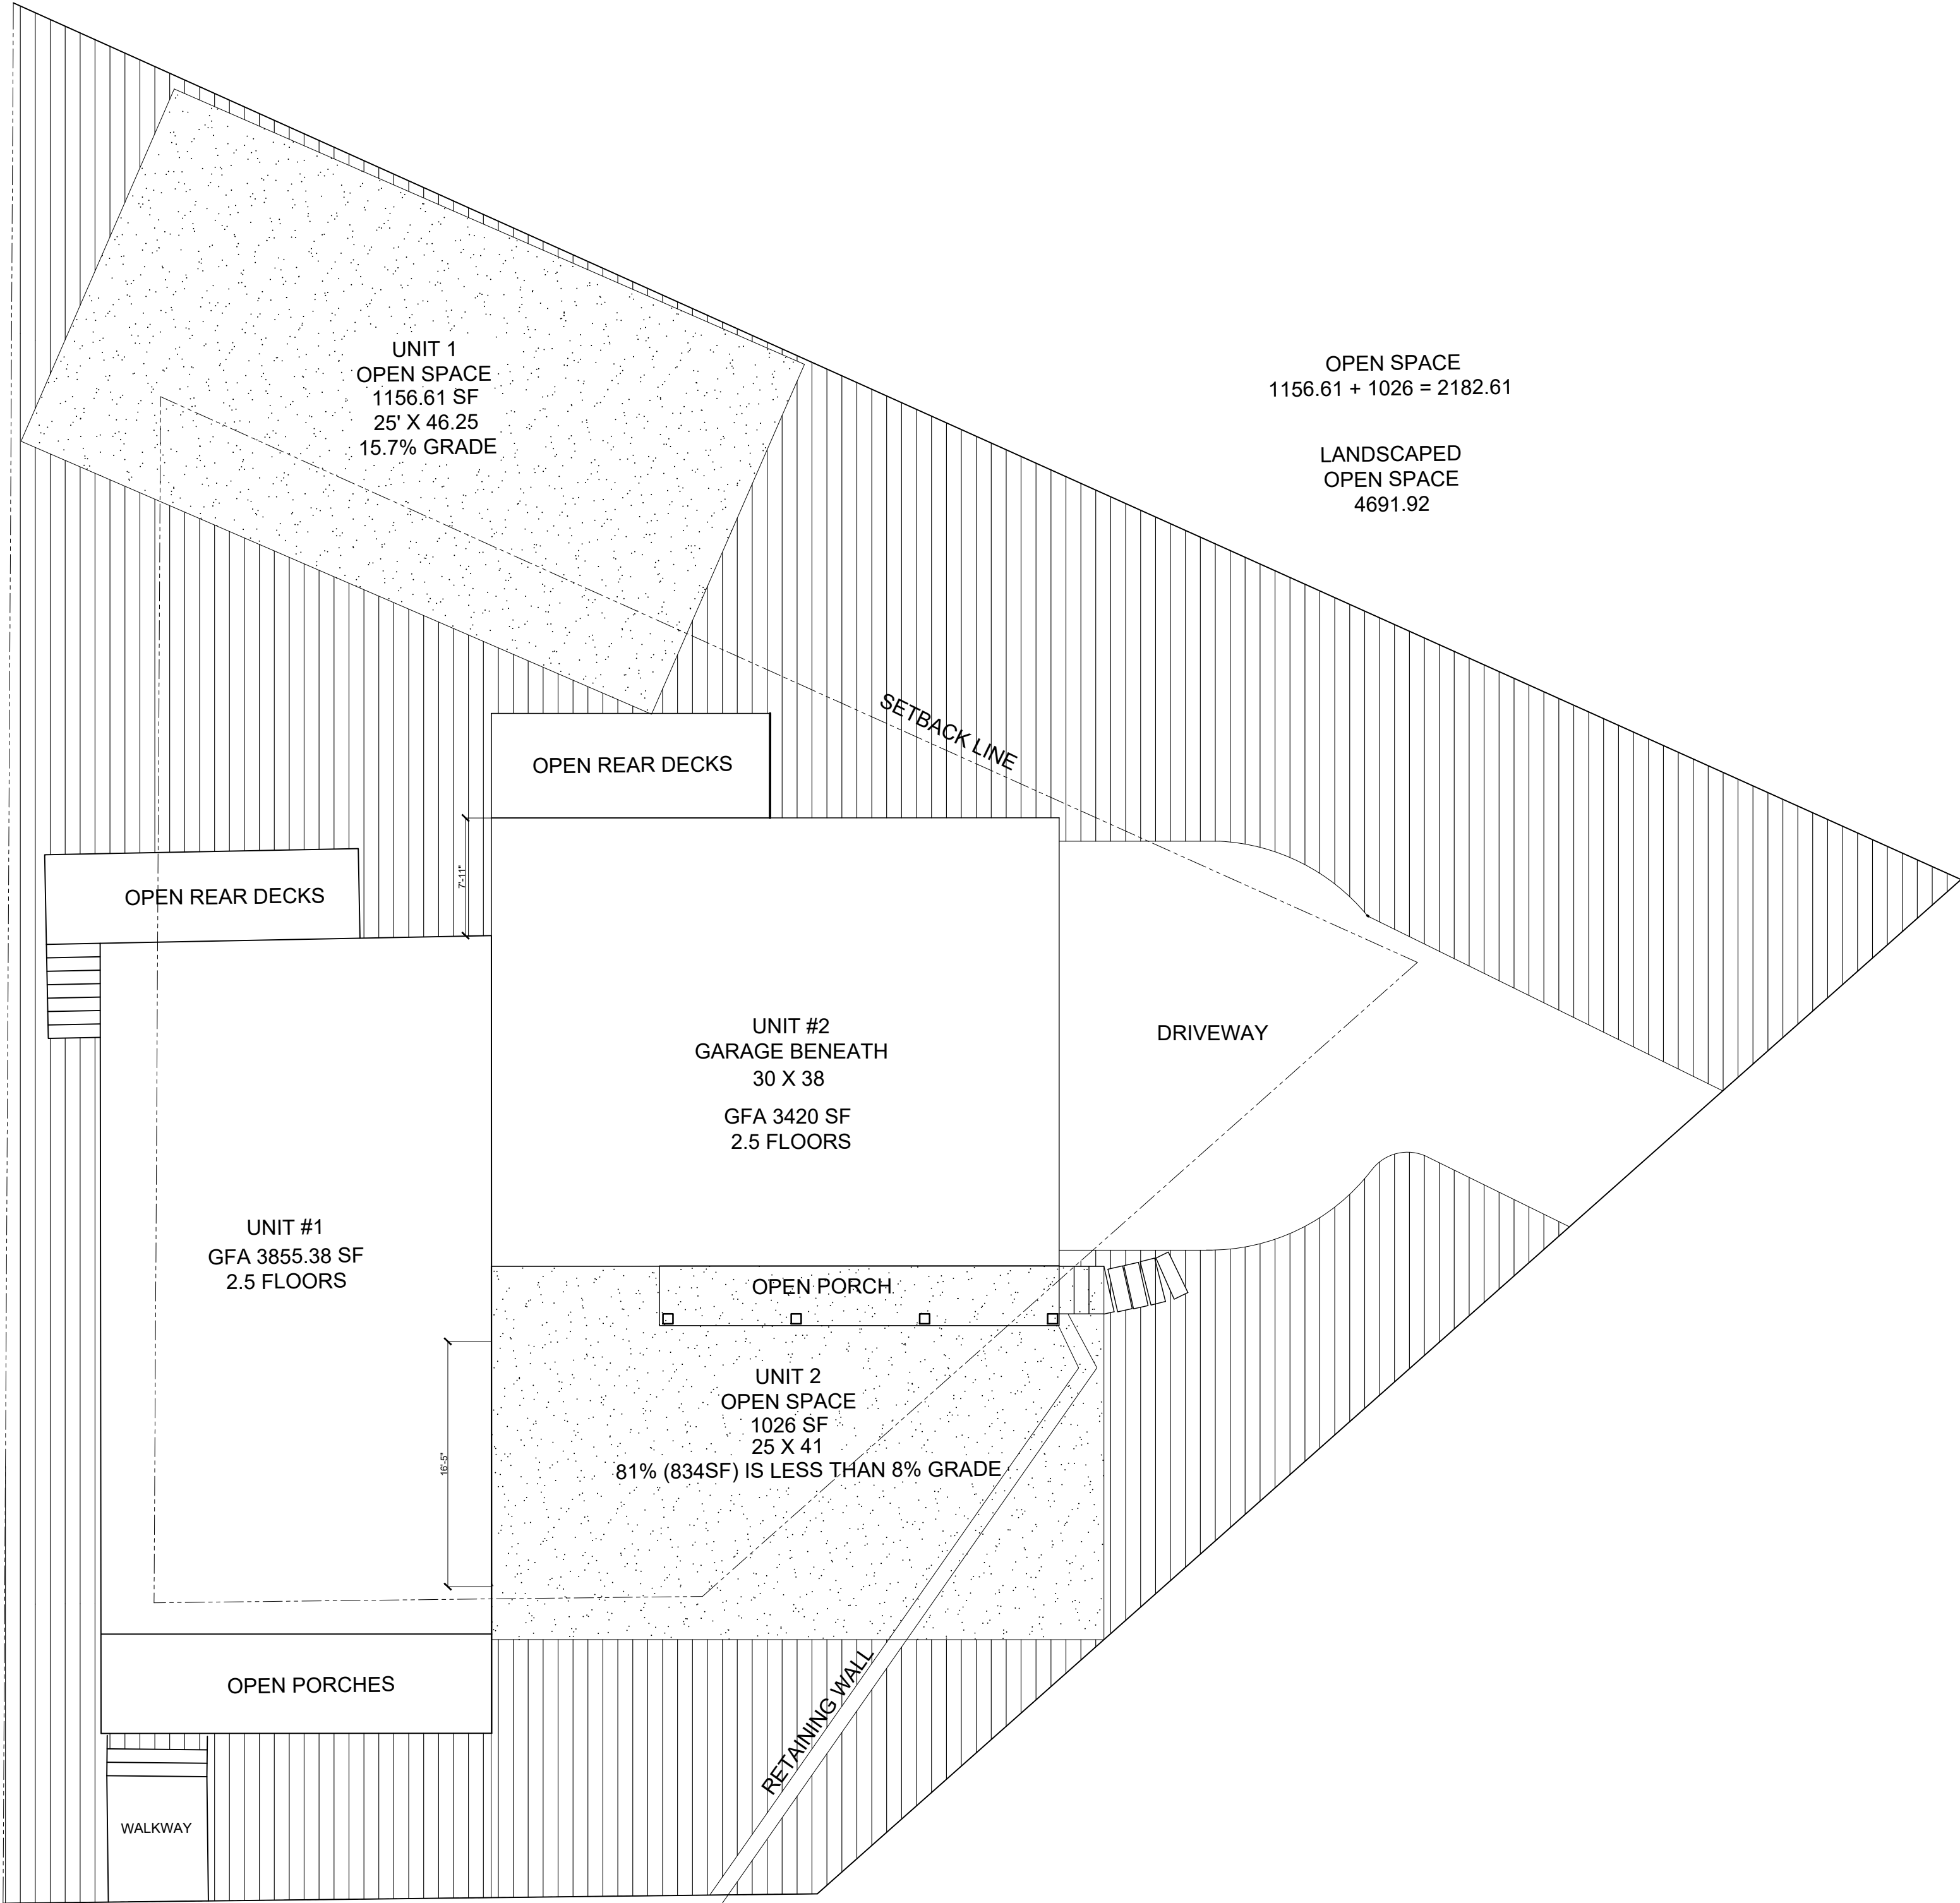 UNIT 1
OPEN SPACE
1156.61 SF
25' X 46.25
15.7% GRADE
OPEN SPACE
1156.61 + 1026 = 2182.61
LANDSCAPED
OPEN SPACE
4691.92
SETBACK LINE
OPEN REAR DECKS
7'-11"
OPEN REAR DECKS
UNIT #2
GARAGE BENEATH
30 X 38
GFA 3420 SF
2.5 FLOORS
DRIVEWAY
UNIT #1
GFA 3855.38 SF
2.5 FLOORS
OPEN PORCH
UNIT 2
OPEN SPACE
1026 SF
25 X 41
81% (834SF) IS LESS THAN 8% GRADE
16'-5"
OPEN PORCHES
RETAINING WALL
WALKWAY